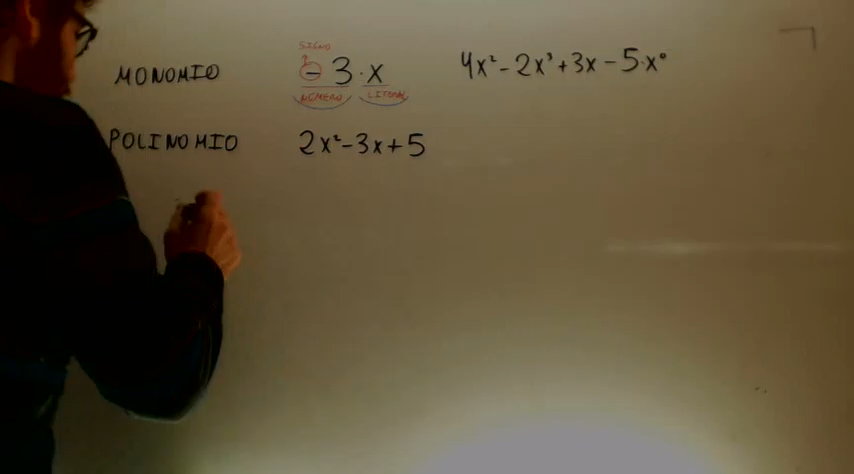 SIGNO
MONOMIO - 3 · x 4x² - 2x³ + 3x - 5·x⁰
NÚMERO LITERAL
POLINOMIO 2x² - 3x + 5